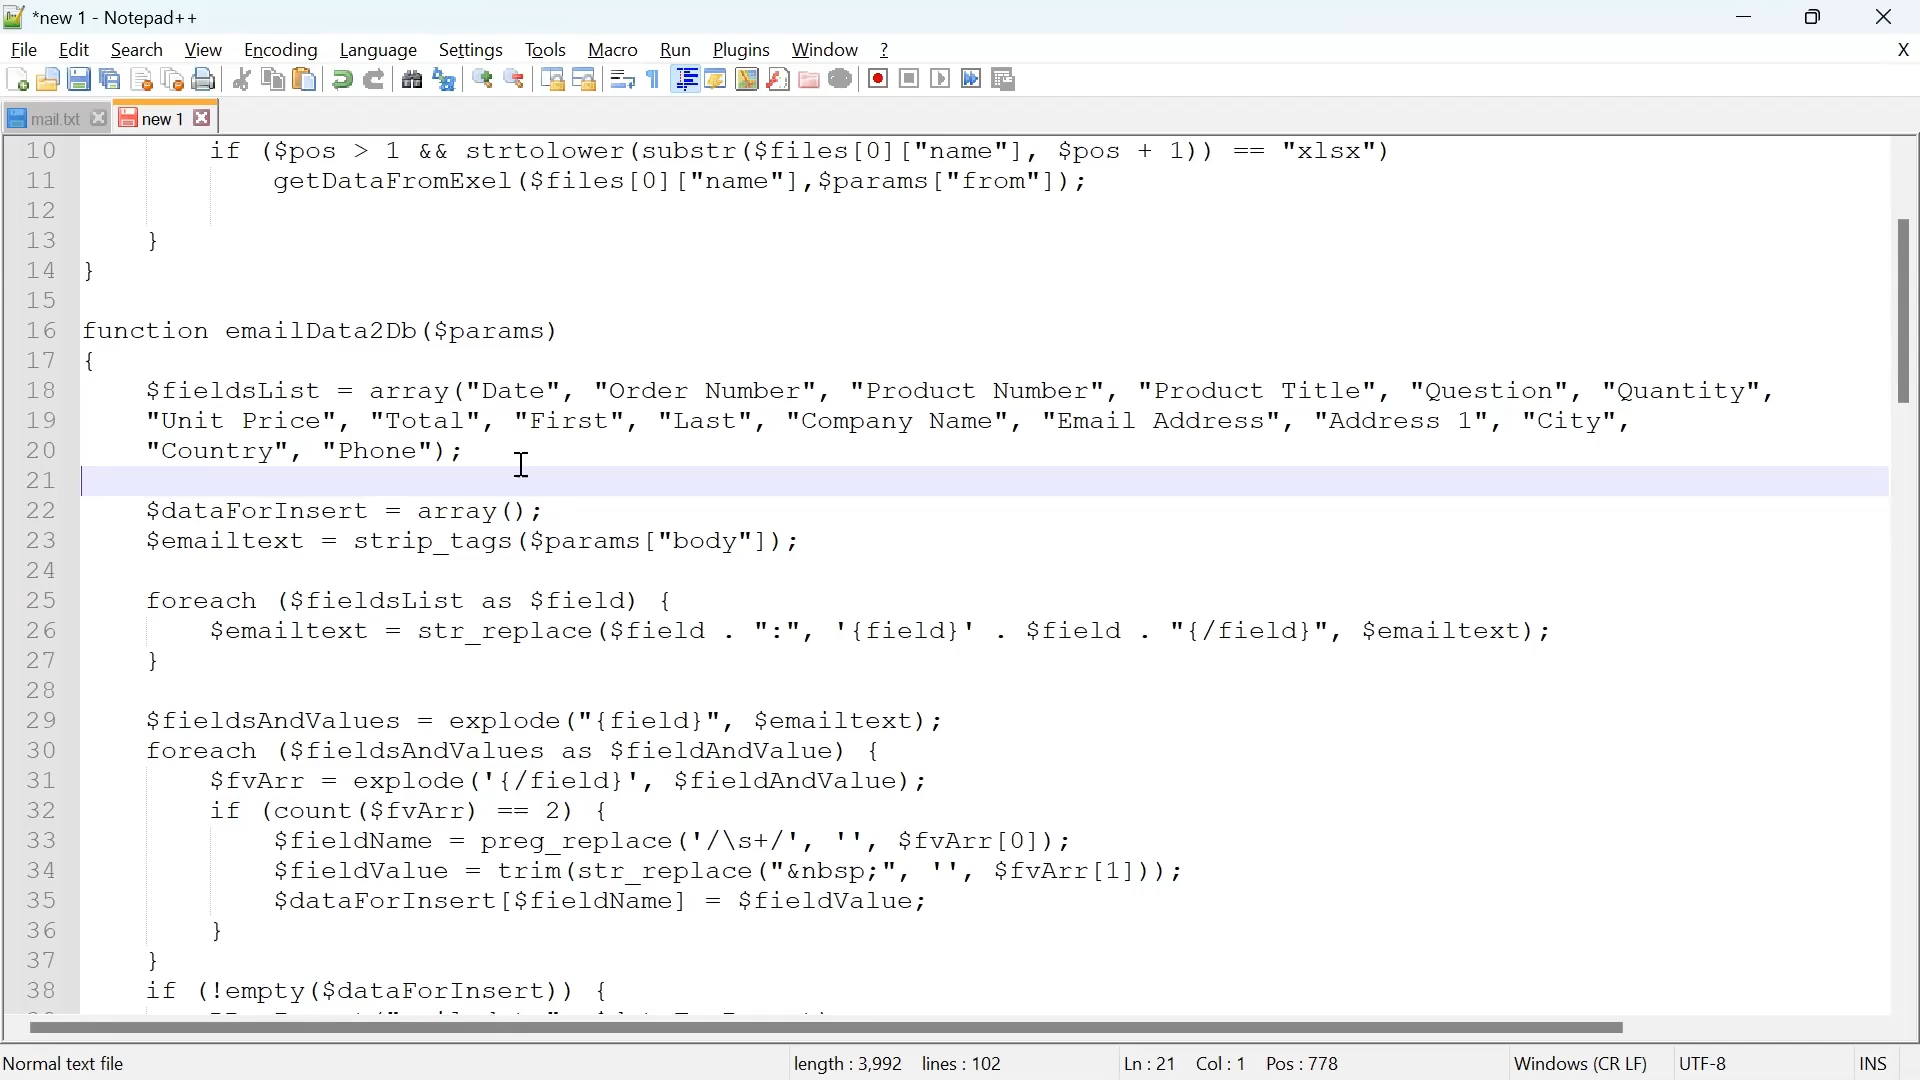 *new 1 - Notepad++
File Edit Search View Encoding Language Settings Tools Macro Run Plugins Window ? X
mail.txt new 1
10 if ($pos > 1 && strtolower(substr($files[0]["name"], $pos + 1)) == "xlsx")
11 getDataFromExel($files[0]["name"],$params["from"]);
12
13 }
14 }
15
16 function emailData2Db($params)
17 {
18 $fieldsList = array("Date", "Order Number", "Product Number", "Product Title", "Question", "Quantity",
19 "Unit Price", "Total", "First", "Last", "Company Name", "Email Address", "Address 1", "City",
20 "Country", "Phone");
21
22 $dataForInsert = array();
23 $emailtext = strip_tags($params["body"]);
24
25 foreach ($fieldsList as $field) {
26 $emailtext = str_replace($field . ":", '{field}' . $field . "{/field}", $emailtext);
27 }
28
29 $fieldsAndValues = explode("{field}", $emailtext);
30 foreach ($fieldsAndValues as $fieldAndValue) {
31 $fvArr = explode('{/field}', $fieldAndValue);
32 if (count($fvArr) == 2) {
33 $fieldName = preg_replace('/\s+/', '', $fvArr[0]);
34 $fieldValue = trim(str_replace("&nbsp;", '', $fvArr[1]));
35 $dataForInsert[$fieldName] = $fieldValue;
36 }
37 }
38 if (!empty($dataForInsert)) {
Normal text file length : 3,992 lines : 102 Ln : 21 Col : 1 Pos : 778 Windows (CR LF) UTF-8 INS